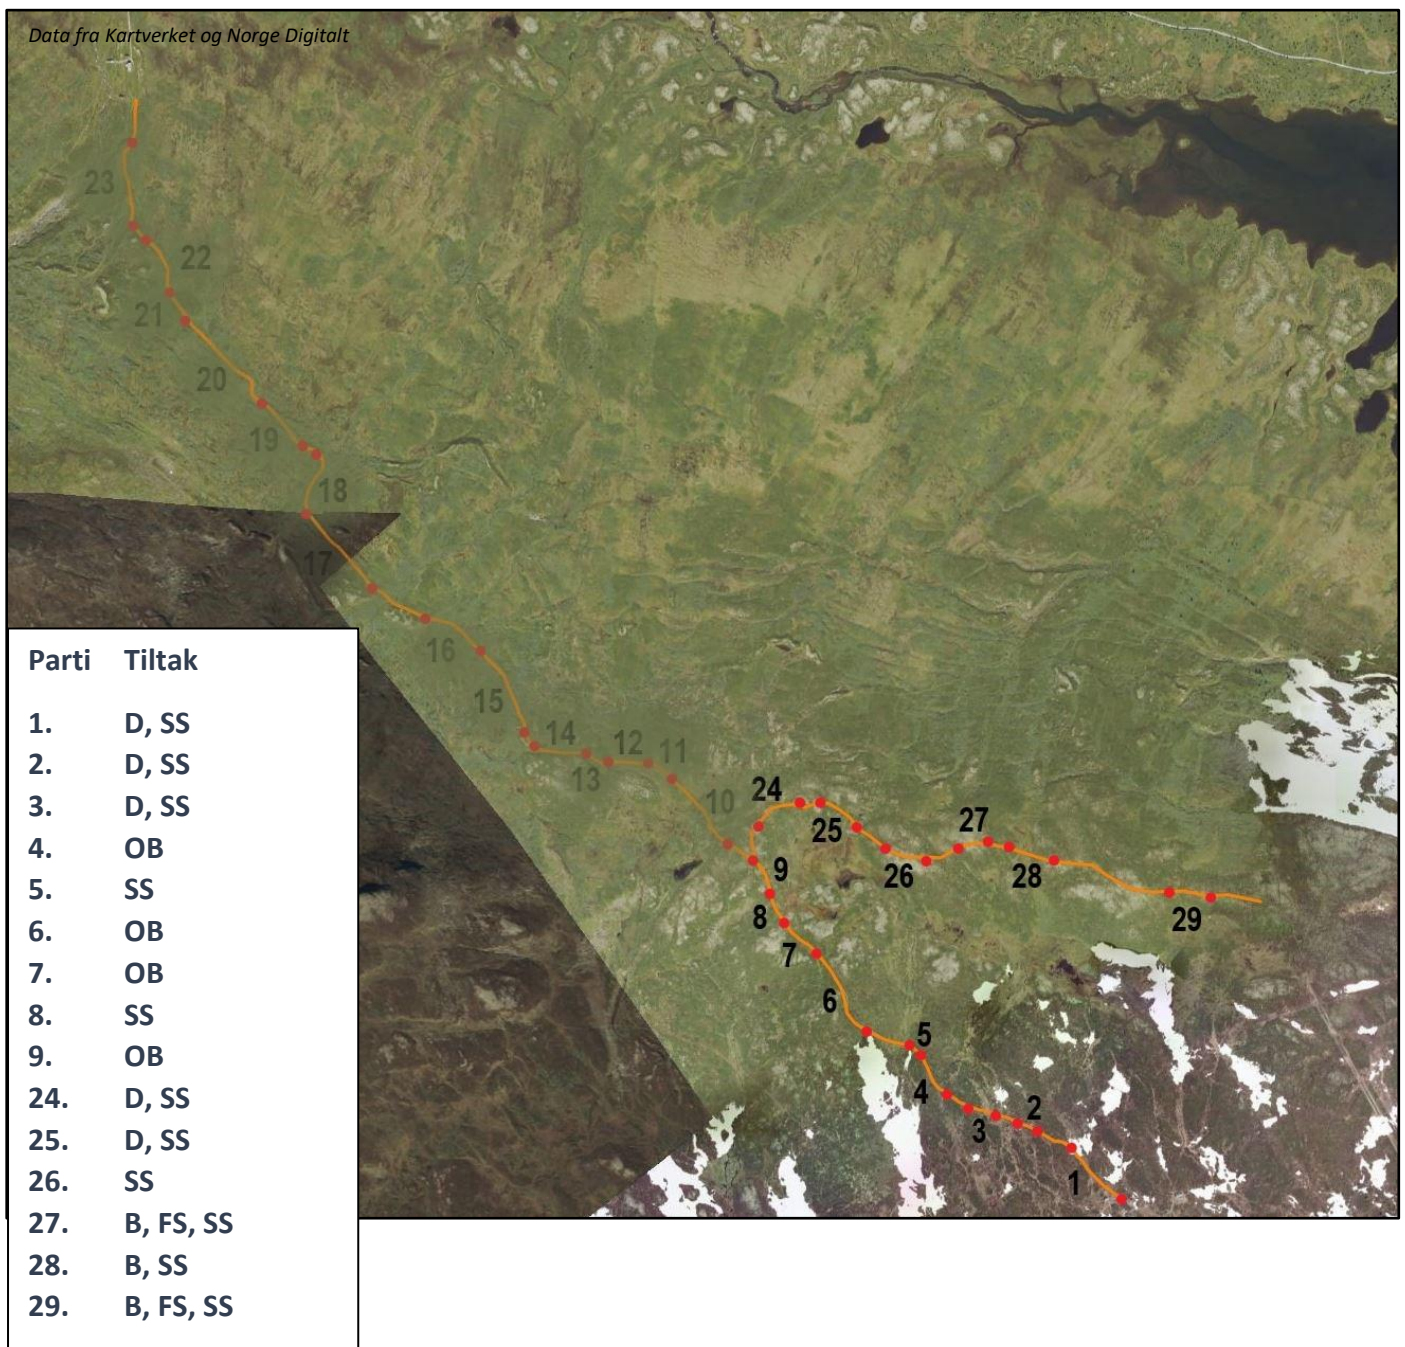 Data fra Kartverket og Norge Digitalt
23
22
21
20
19
18
17
16
15
14
12
11
13
10
24
25
27
9
26
28
8
29
7
6
5
4
2
3
1
Parti Tiltak
1. D, SS
2. D, SS
3. D, SS
4. OB
5. SS
6. OB
7. OB
8. SS
9. OB
24. D, SS
25. D, SS
26. SS
27. B, FS, SS
28. B, SS
29. B, FS, SS